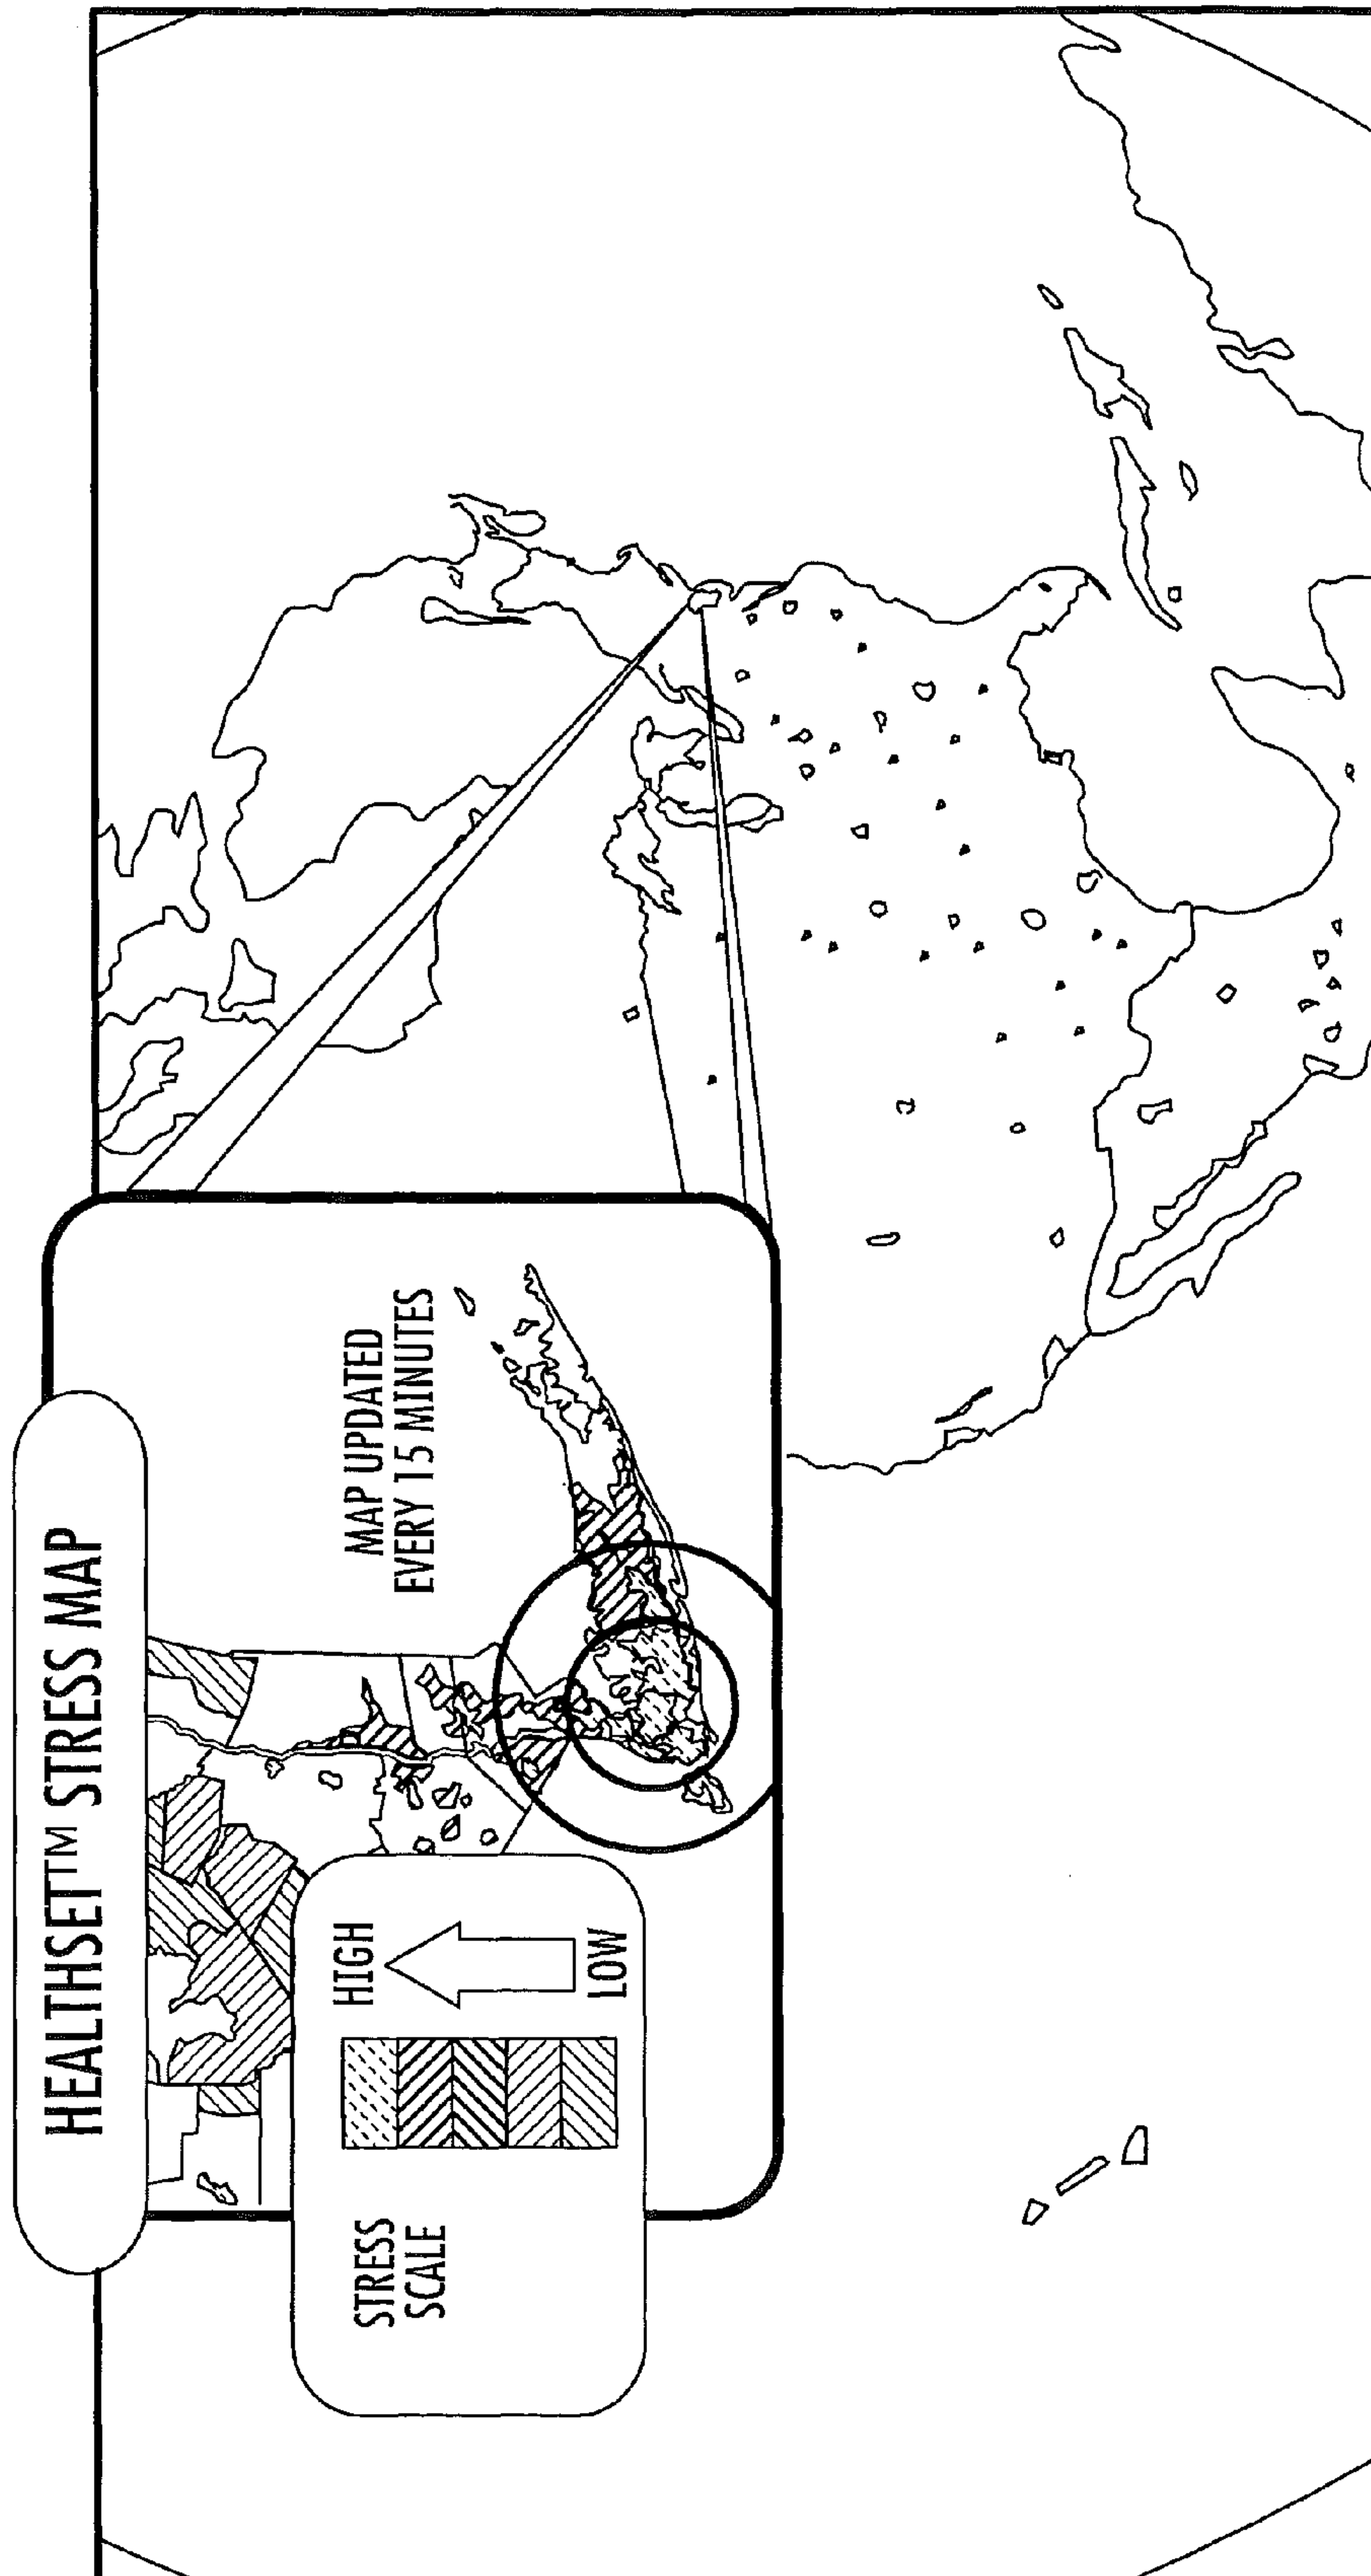 HEALTHSET™ STRESS MAP
MAP UPDATED
EVERY 15 MINUTES
STRESS
SCALE
HIGH
LOW